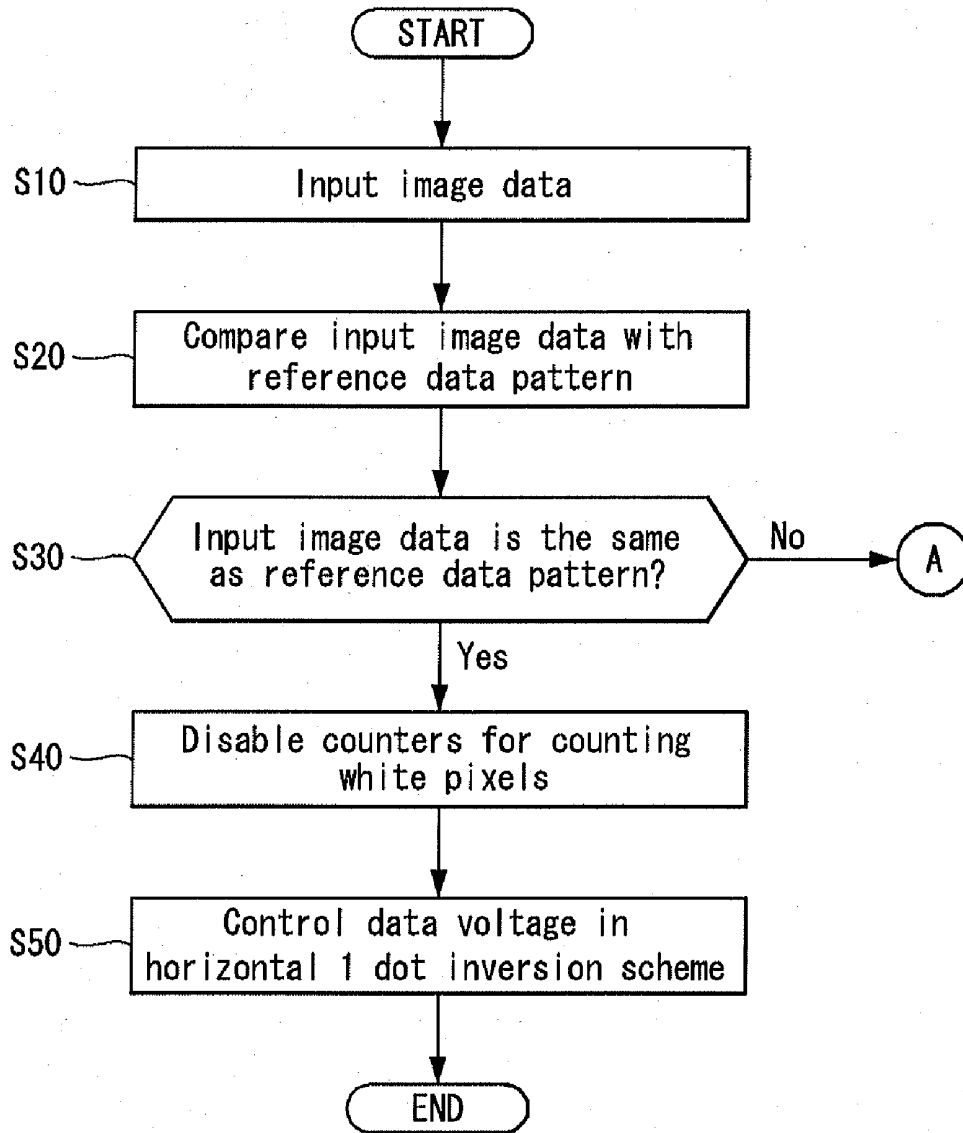 START
S10
Input image data
S20
Compare input image data with
reference data pattern
S30
Input image data is the same
as reference data pattern?
No
A
Yes
S40
Disable counters for counting
white pixels
S50
Control data voltage in
horizontal 1 dot inversion scheme
END